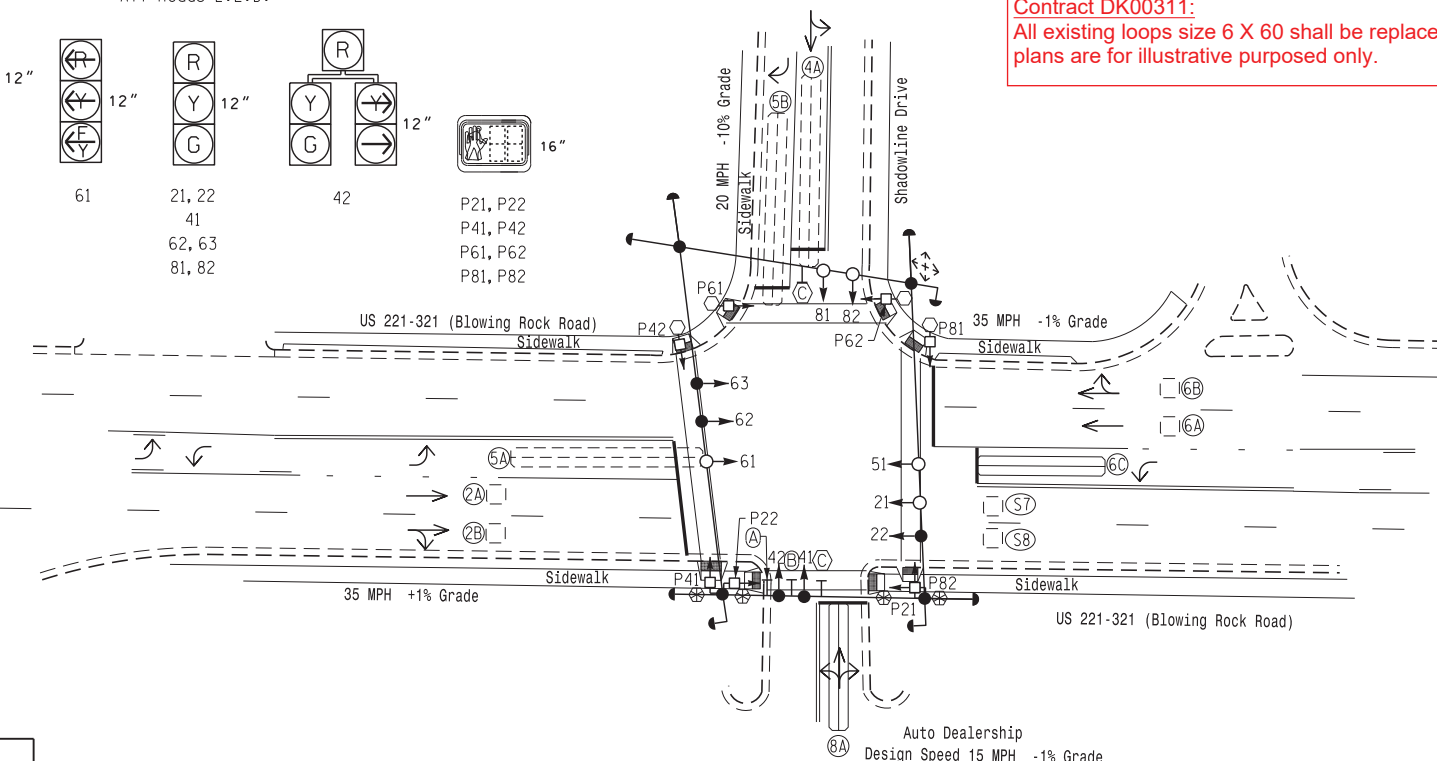 Contract DK00311:
All existing loops size 6 X 60 shall be replace
plans are for illustrative purposed only.
12"
R
Y
F
Y
12"
61
R
Y
G
12"
21, 22
41
62, 63
81, 82
R
Y
Y
G
12"
42
16"
P21, P22
P41, P42
P61, P62
P81, P82
20 MPH -10% Grade
Sidewalk
5B
4A
Shadowline Drive
P61
C
81
82
P62
P81
US 221-321 (Blowing Rock Road)
P42
Sidewalk
35 MPH -1% Grade
Sidewalk
63
62
61
6B
6A
5A
51
6C
2A
21
S7
2B
22
S8
P22
A
42
B
41
C
P41
P82
P21
Sidewalk
Sidewalk
35 MPH +1% Grade
US 221-321 (Blowing Rock Road)
8A
Auto Dealership
Design Speed 15 MPH -1% Grade